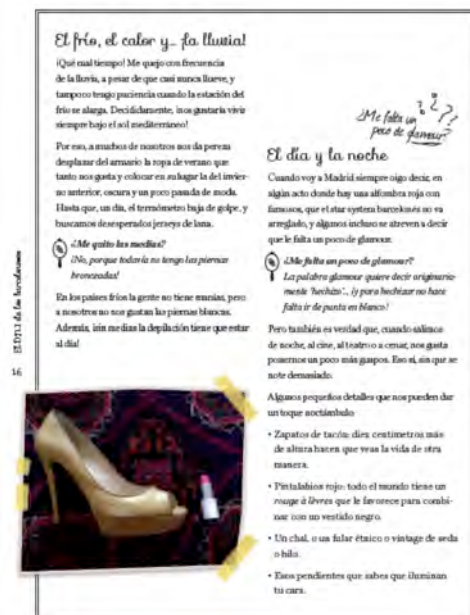 El frío, el calor y... ¡la lluvia!
¡Qué mal tiempo! Me quejo con frecuencia
de la lluvia, a pesar de que casi nunca llueve, y
tampoco tengo paciencia cuando la estación del
frío se alarga. Decididamente, ¡nos gustaría vivir
siempre bajo el sol mediterráneo!
Por eso, a muchos de nosotros nos da pereza
desplazar del armario la ropa de verano que
tanto nos gusta y colocar en su lugar la del invier-
no anterior, oscura y un poco pasada de moda.
Hasta que, un día, el termómetro baja de golpe, y
buscamos desesperados jerseys de lana.
¿Me quito las medias?
¡No, porque todavía no tengo las piernas
bronceadas!
En los países fríos la gente no tiene manías, pero
a nosotros no nos gustan las piernas blancas.
Además, ¡sin medias la depilación tiene que estar
al día!
El DNI de los barceloneses
16
¿Me falta un
poco de glamour?
???
El día y la noche
Cuando voy a Madrid siempre oigo decir, en
algún acto donde hay una alfombra roja con
famosos, que el star system barcelonés no va
arreglado, y algunos incluso se atreven a decir
que le falta un poco de glamour.
¿Me falta un poco de glamour?
La palabra glamour quiere decir originaria-
mente 'hechizo'... ¡y para hechizar no hace
falta ir de punta en blanco!
Pero también es verdad que, cuando salimos
de noche, al cine, al teatro o a cenar, nos gusta
ponernos un poco más guapos. Eso sí, sin que se
note demasiado.
Algunos pequeños detalles que nos pueden dar
un toque noctámbulo:
• Zapatos de tacón: diez centímetros más
de altura hacen que veas la vida de otra
manera.
• Pintalabios rojo: todo el mundo tiene un
rouge à lèvres que le favorece para combi-
nar con un vestido negro.
• Un chal, o un fular étnico o vintage de seda
o hilo.
• Esos pendientes que sabes que iluminan
tu cara.